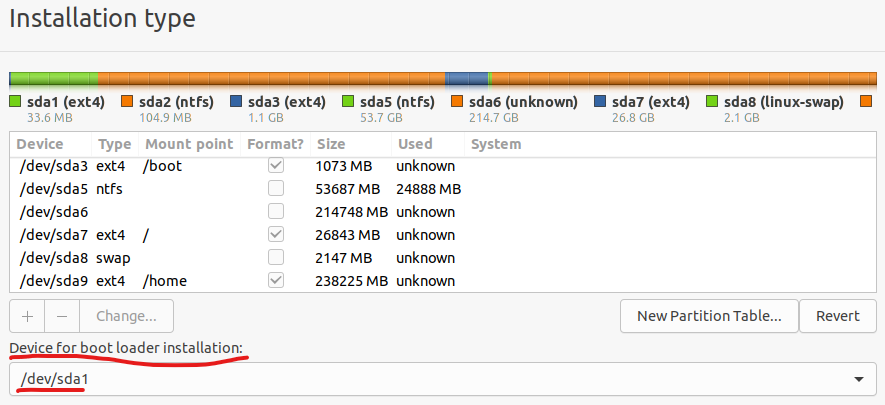 Installation type
sda1 (ext4) sda2 (ntfs) sda3 (ext4) sda5 (ntfs) sda6 (unknown) sda7 (ext4) sda8 (linux-swap)
33.6 MB 104.9 MB 1.1 GB 53.7 GB 214.7 GB 26.8 GB 2.1 GB
Device Type Mount point Format? Size Used System
/dev/sda3 ext4 /boot 1073 MB unknown
/dev/sda5 ntfs 53687 MB 24888 MB
/dev/sda6 214748 MB unknown
/dev/sda7 ext4 / 26843 MB unknown
/dev/sda8 swap 2147 MB unknown
/dev/sda9 ext4 /home 238225 MB unknown
+ − Change... New Partition Table... Revert
Device for boot loader installation:
/dev/sda1